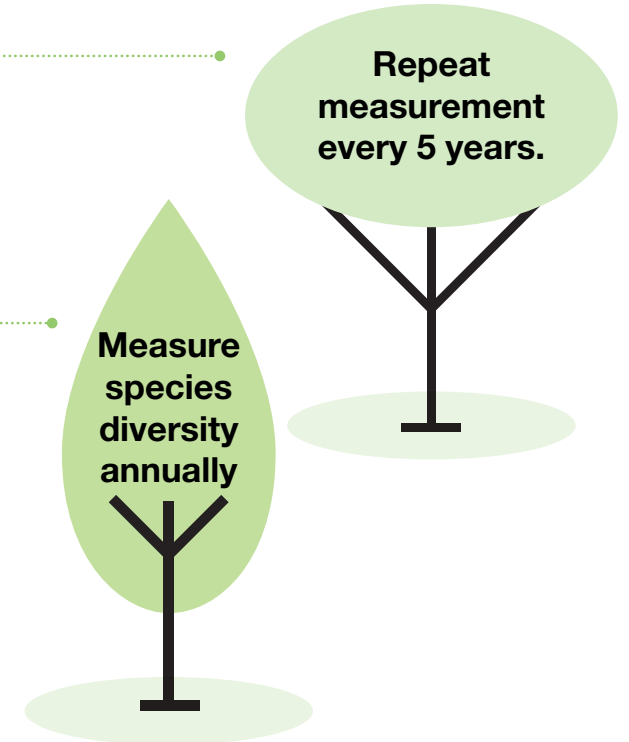 Repeat
measurement
every 5 years.
Measure
species
diversity
annually